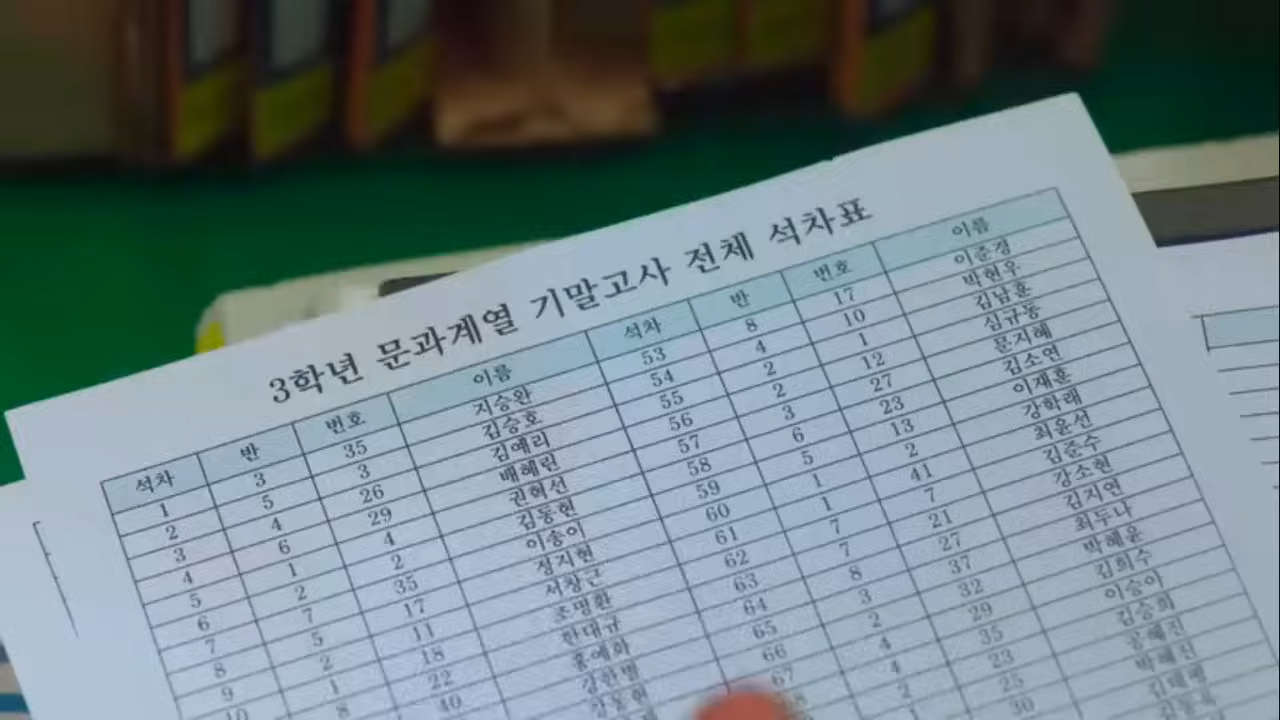 3학년 문과계열 기말고사 전체 석차표
석차 반 번호 이름 석차 반 번호 이름
1 3 35 지승완 53 8 17 이준경
2 5 3 김승호 54 4 10 박현우
3 4 26 김예리 55 2 1 김남훈
4 6 29 배혜린 56 2 12 심규동
5 1 4 권혁선 57 3 27 문지혜
6 2 2 김동현 58 6 23 김소연
7 7 35 이송이 59 5 13 이재훈
8 5 17 정지현 60 1 2 강학래
9 2 11 서창근 61 1 41 최윤선
10 1 18 조명환 62 7 7 김준수
8 22 한대규 63 7 21 강소현
40 홍예화 64 8 27 김지연
강한별 65 3 37 최두나
강동현 66 2 32 박혜윤
67 4 29 김희수
4 35 이승아
2 23 김승희
1 25 공혜진
30 박혜진